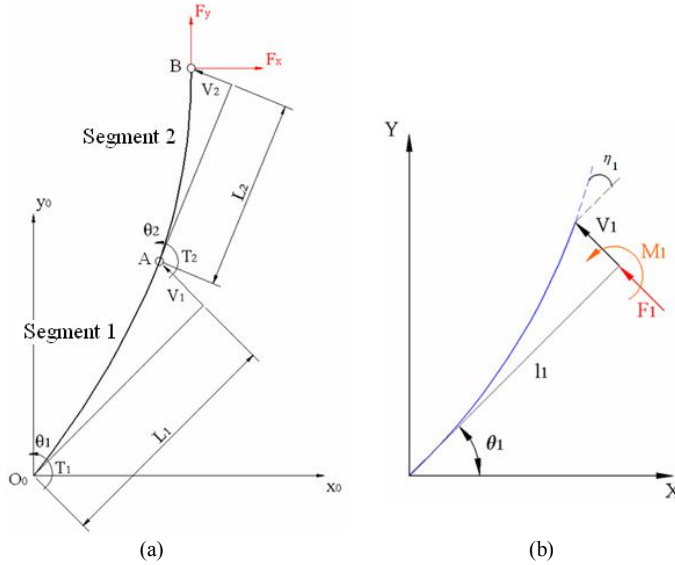 Fy
B
Fx
V2
Segment 2
L2
y0
θ2
A
T2
V1
Segment 1
L1
θ1
T1
O0
x0
(a)
Y
η1
V1
M1
F1
l1
θ1
X
(b)